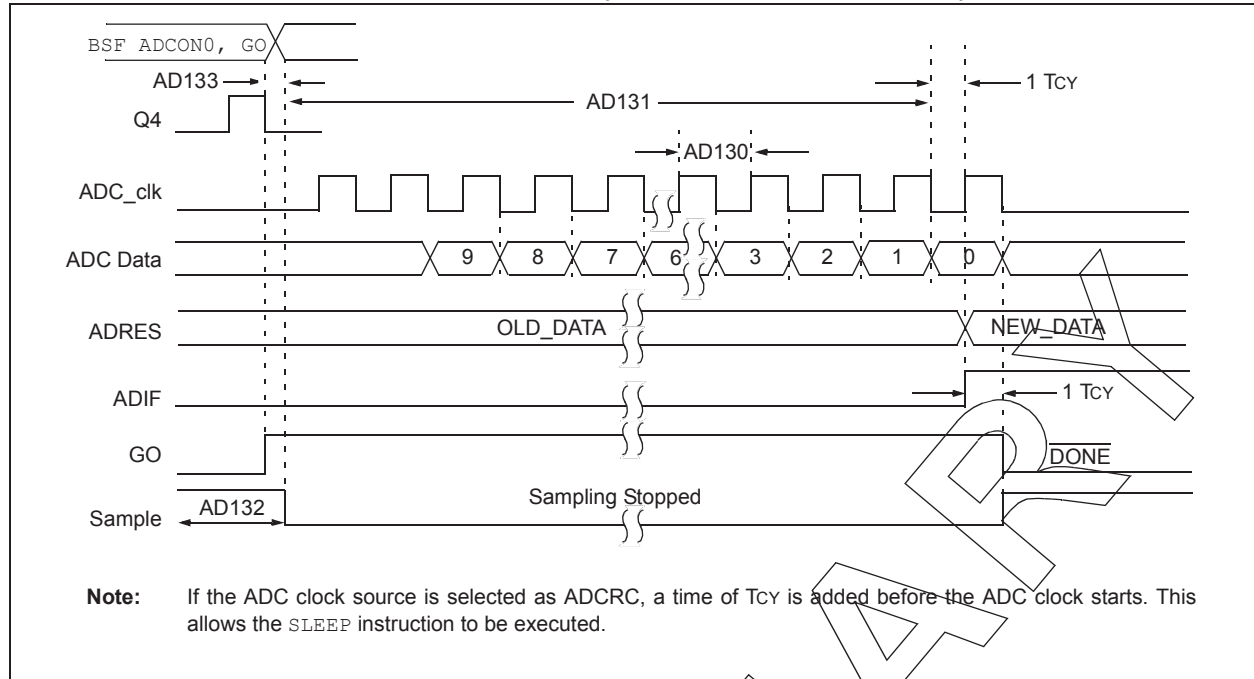 BSF ADCON0, GO
AD133
1 TCY
AD131
Q4
AD130
ADC_clk
ADC Data 9 8 7 6 3 2 1 0
ADRES OLD_DATA NEW_DATA
ADIF 1 TCY
GO DONE
Sample AD132 Sampling Stopped
Note: If the ADC clock source is selected as ADCRC, a time of TCY is added before the ADC clock starts. This
allows the SLEEP instruction to be executed.